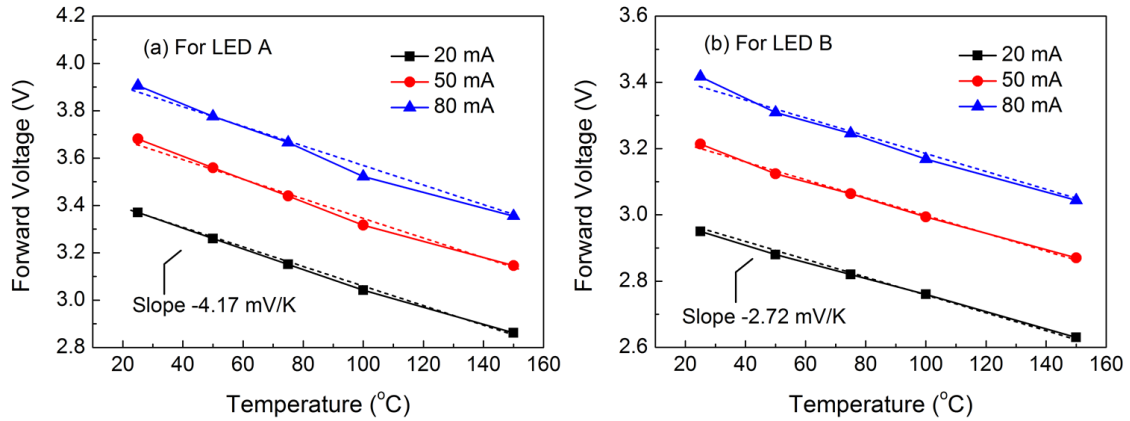 (a) For LED A
20 mA
50 mA
80 mA
Slope -4.17 mV/K
Forward Voltage (V)
4.2
4.0
3.8
3.6
3.4
3.2
3.0
2.8
20 40 60 80 100 120 140 160
Temperature (°C)
(b) For LED B
20 mA
50 mA
80 mA
Slope -2.72 mV/K
Forward Voltage (V)
3.6
3.4
3.2
3.0
2.8
2.6
20 40 60 80 100 120 140 160
Temperature (°C)